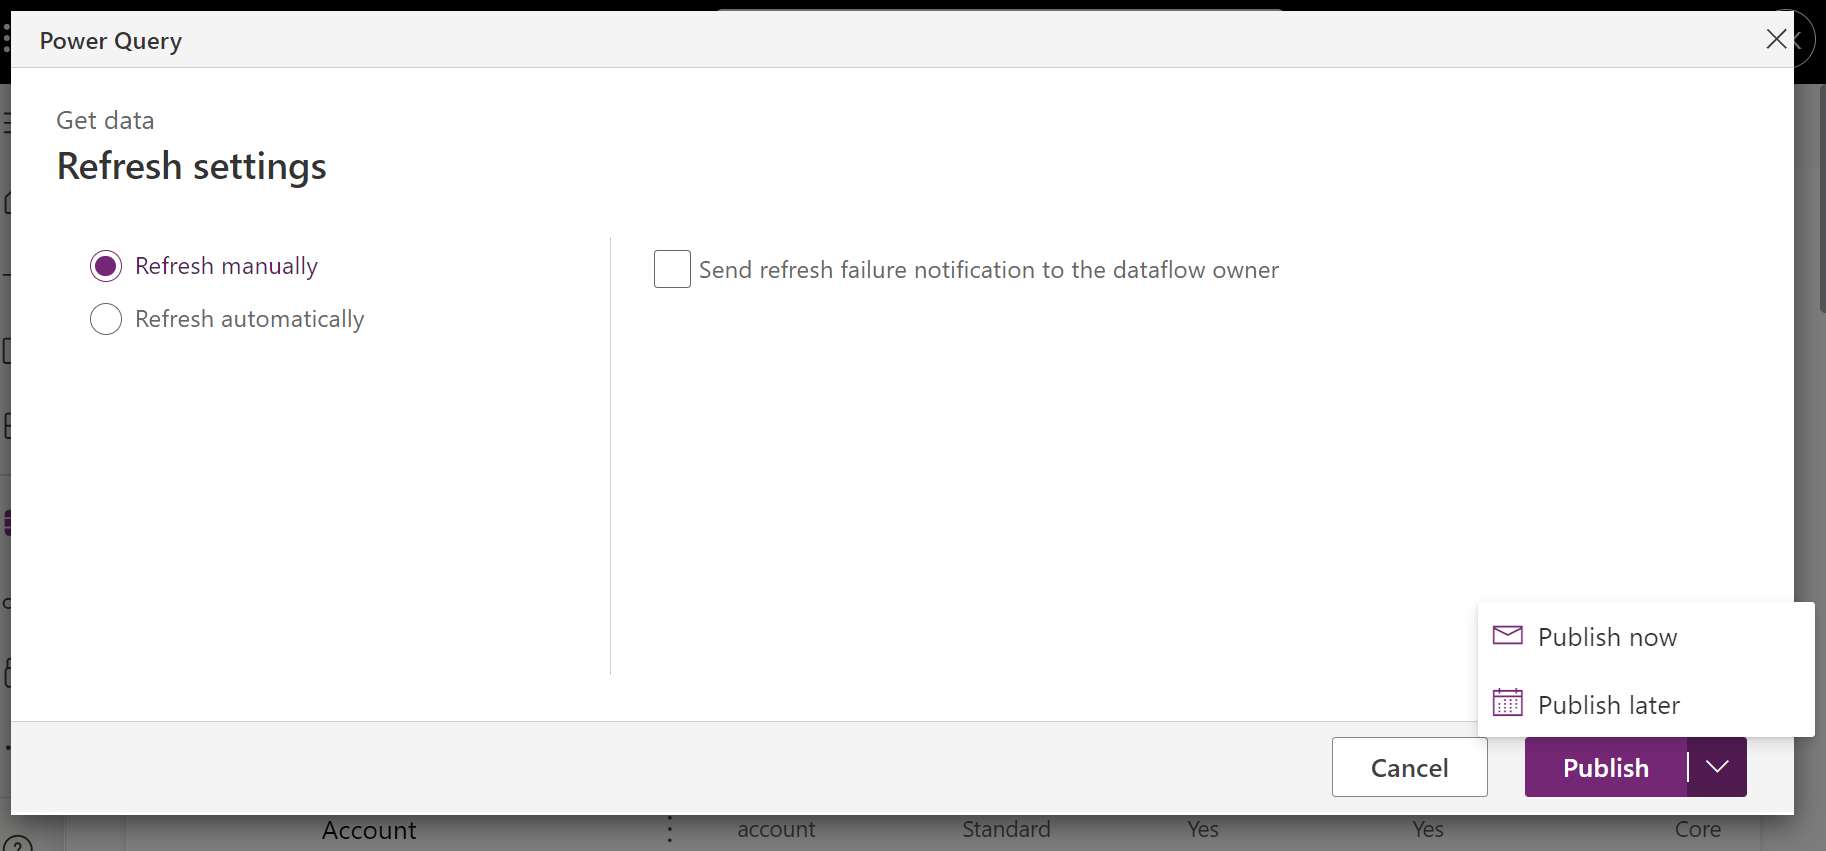 Power Query
Get data
Refresh settings
Refresh manually
Refresh automatically
Send refresh failure notification to the dataflow owner
Publish now
Publish later
Cancel
Publish
Account account Standard Yes Yes Core